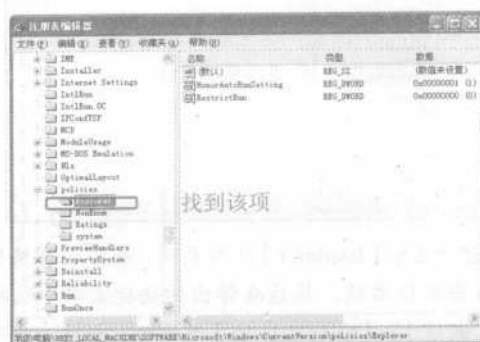 注册表编辑器
文件(F) 编辑(E) 查看(V) 收藏夹(A) 帮助(H)
名称 类型 数据
(默认) REG_SZ (数值未设置)
HonorAutoRunSetting REG_DWORD 0x00000001 (1)
RestrictRun REG_DWORD 0x00000000 (0)
IME
Installer
Internet Settings
IntlRun
IntlRun.OC
IPConfTSP
MCD
ModuleUsage
MS-DOS Emulation
Nls
OptimalLayout
policies
Explorer
NonEnum
Ratings
system
PreviewHandlers
PropertySystem
Reinstall
Reliability
Run
RunOnce
找到该项
我的电脑\HKEY_LOCAL_MACHINE\SOFTWARE\Microsoft\Windows\CurrentVersion\policies\Explorer